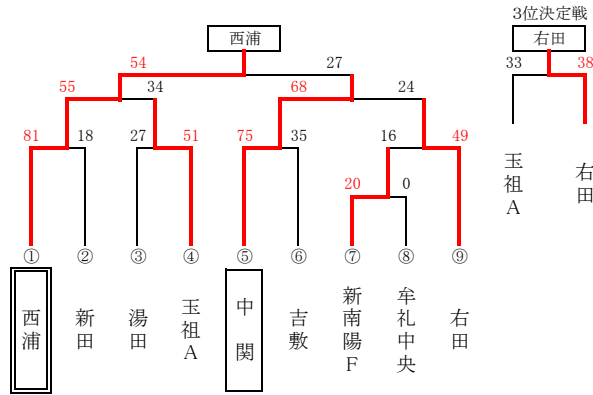 3位決定戦
西浦
右田
54
27
33
38
55
34
68
24
81
18
27
51
75
35
16
49
20
0
① ② ③ ④ ⑤ ⑥ ⑦ ⑧ ⑨
西浦
新田
湯田
玉祖A
中関
吉敷
新南陽F
牟礼中央
右田
玉祖A
右田